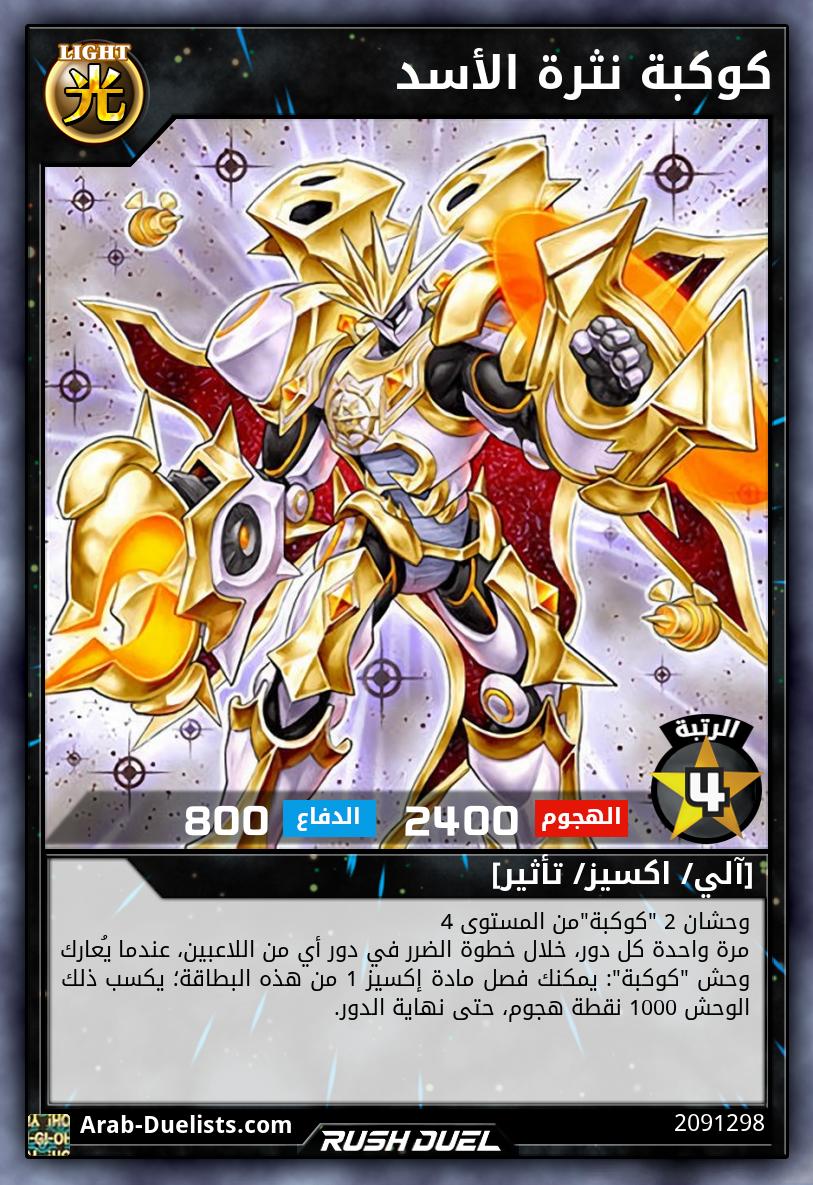 LIGHT
光
كوكبة نثرة الأسد
الرتبة
4
الهجوم 2400 الدفاع 800
[آلي/ اكسيز/ تأثير]
وحشان 2 "كوكبة"من المستوى 4
مرة واحدة كل دور، خلال خطوة الضرر في دور أي من اللاعبين، عندما يُعارك
وحش "كوكبة": يمكنك فصل مادة إكسيز 1 من هذه البطاقة؛ يكسب ذلك
الوحش 1000 نقطة هجوم، حتى نهاية الدور.
Arab-Duelists.com
RUSH DUEL
2091298